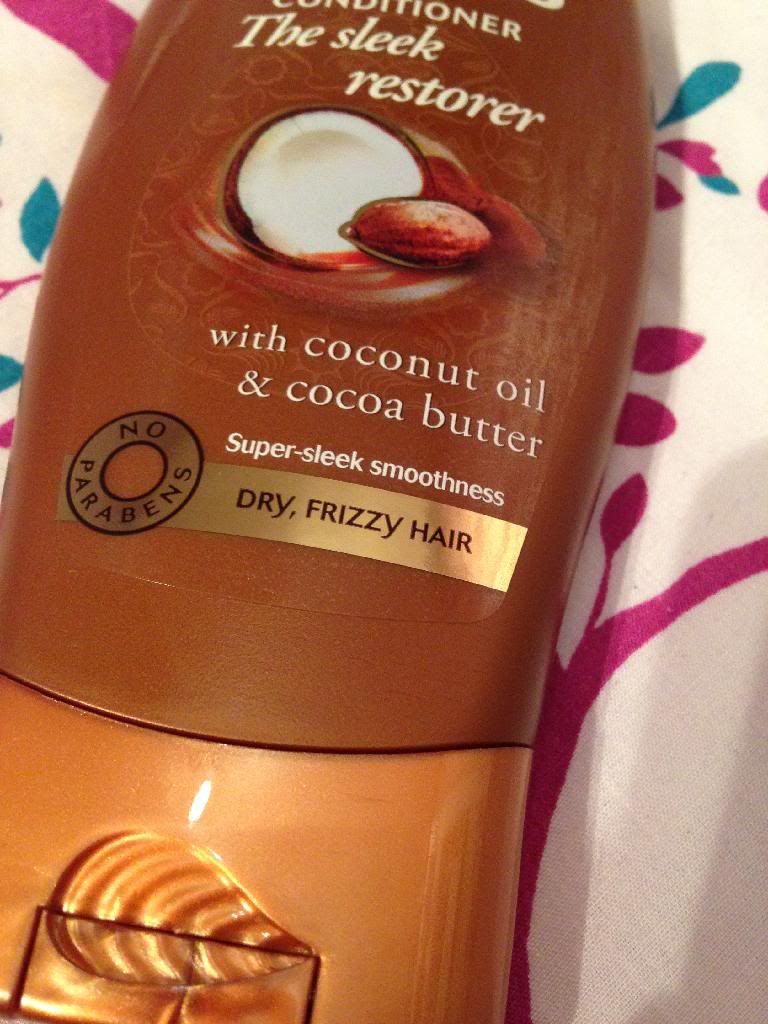 CONDITIONER
The sleek
restorer
with coconut oil
& cocoa butter
Super-sleek smoothness
NO
PARABENS
DRY, FRIZZY HAIR